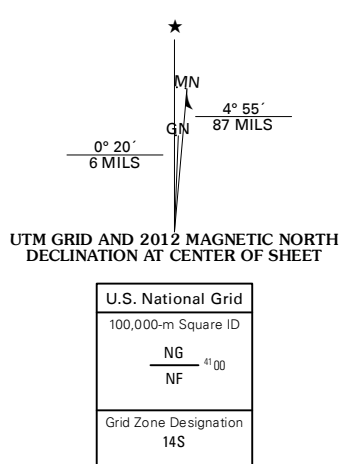 ★
MN
4° 55´
87 MILS
GN
0° 20´
6 MILS
UTM GRID AND 2012 MAGNETIC NORTH
DECLINATION AT CENTER OF SHEET
U.S. National Grid
100,000-m Square ID
NG
4100
NF
Grid Zone Designation
14S